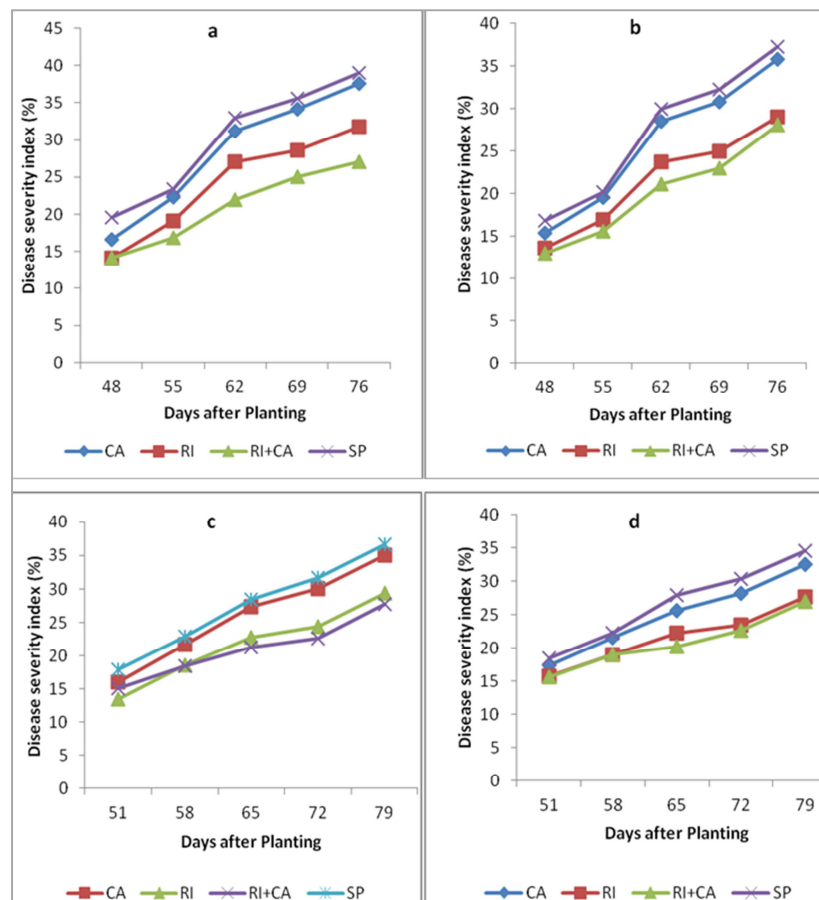 a
Disease severity index (%)
45
40
35
30
25
20
15
10
5
0
48 55 62 69 76
Days after Planting
CA RI RI+CA SP
b
Disease severity index (%)
40
35
30
25
20
15
10
5
0
48 55 62 69 76
Days after Planting
CA RI RI+CA SP
c
Disease severity index (%)
40
35
30
25
20
15
10
5
0
51 58 65 72 79
Days after Planting
CA RI RI+CA SP
d
Disease severity index (%)
40
35
30
25
20
15
10
5
0
51 58 65 72 79
Days after Planting
CA RI RI+CA SP